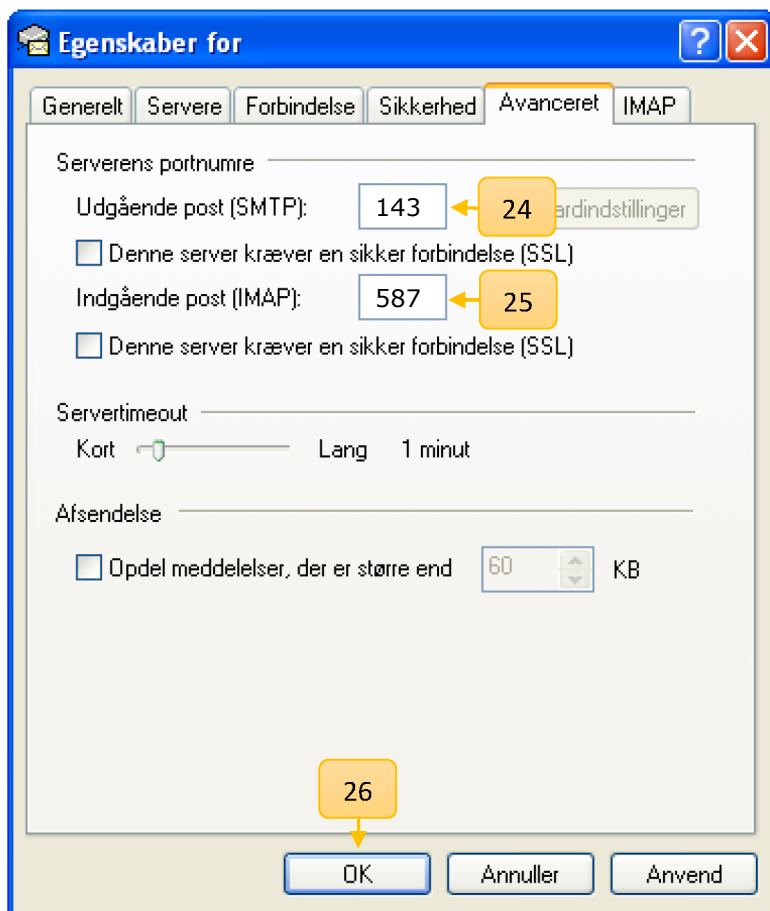 Egenskaber for
Generelt Servere Forbindelse Sikkerhed Avanceret IMAP
Serverens portnumre
Udgående post (SMTP): 143 24 ardindstillinger
Denne server kræver en sikker forbindelse (SSL)
Indgående post (IMAP): 587 25
Denne server kræver en sikker forbindelse (SSL)
Servertimeout
Kort Lang 1 minut
Afsendelse
Opdel meddelelser, der er større end 60 KB
26
OK Annuller Anvend